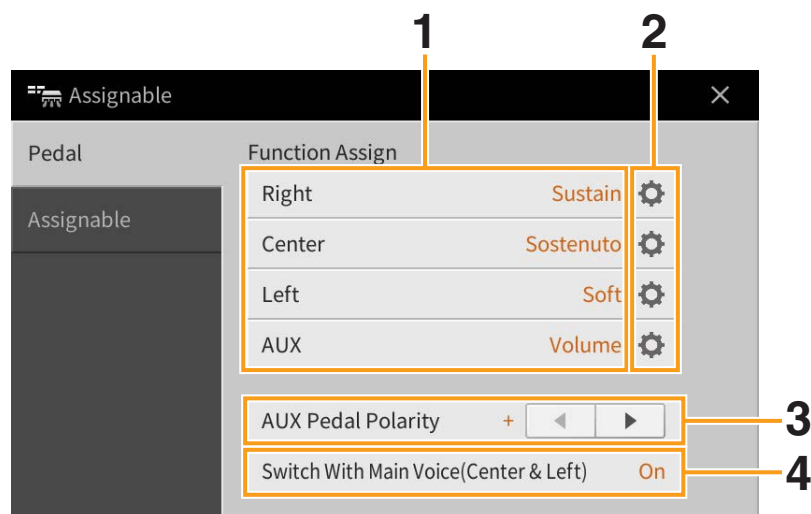 1 2
Assignable
Pedal
Function Assign
Right Sustain
Assignable
Center Sostenuto
Left Soft
AUX Volume
AUX Pedal Polarity + 3
Switch With Main Voice(Center & Left) On 4